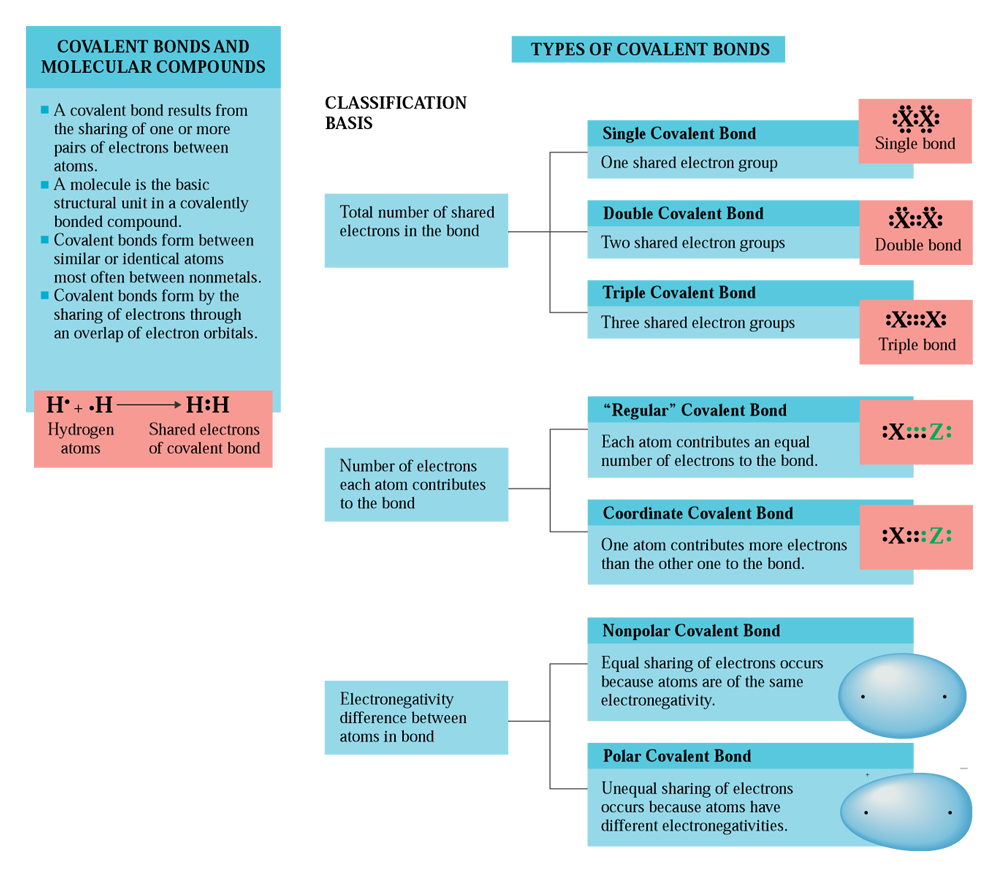 COVALENT BONDS AND
MOLECULAR COMPOUNDS
A covalent bond results from
the sharing of one or more
pairs of electrons between
atoms.
A molecule is the basic
structural unit in a covalently
bonded compound.
Covalent bonds form between
similar or identical atoms
most often between nonmetals.
Covalent bonds form by the
sharing of electrons through
an overlap of electron orbitals.
H• + •H → H:H
Hydrogen
atoms
Shared electrons
of covalent bond
TYPES OF COVALENT BONDS
CLASSIFICATION
BASIS
Total number of shared
electrons in the bond
Single Covalent Bond
One shared electron group
X:X
Single bond
Double Covalent Bond
Two shared electron groups
X::X
Double bond
Triple Covalent Bond
Three shared electron groups
:X:::X:
Triple bond
Number of electrons
each atom contributes
to the bond
“Regular” Covalent Bond
Each atom contributes an equal
number of electrons to the bond.
:X:::Z:
Coordinate Covalent Bond
One atom contributes more electrons
than the other one to the bond.
:X:::Z:
Electronegativity
difference between
atoms in bond
Nonpolar Covalent Bond
Equal sharing of electrons occurs
because atoms are of the same
electronegativity.
Polar Covalent Bond
Unequal sharing of electrons
occurs because atoms have
different electronegativities.
+ −